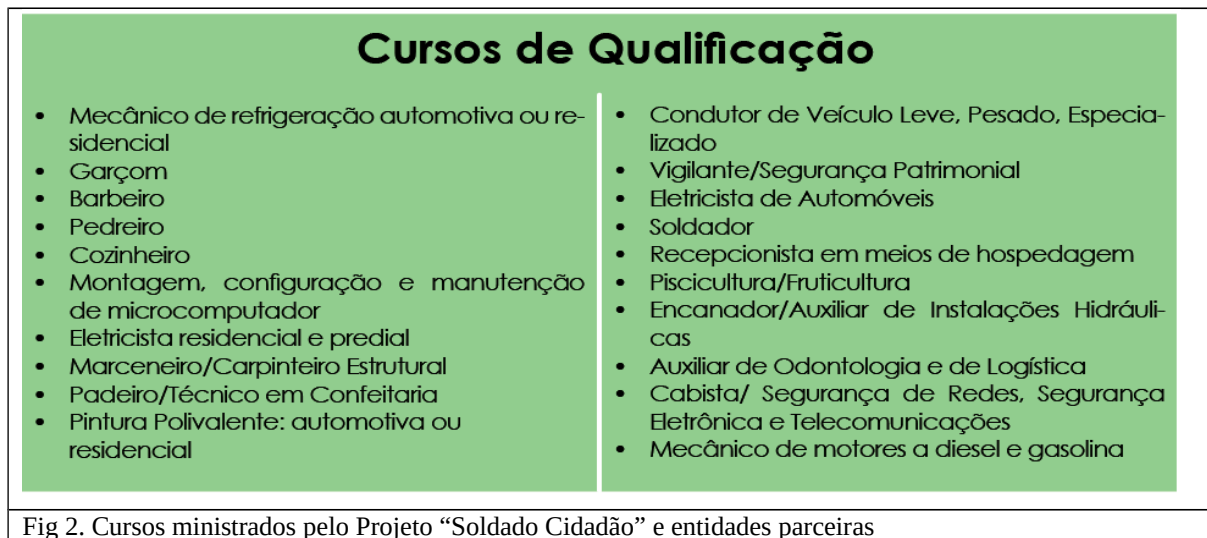 Cursos de Qualificação
• Mecânico de refrigeração automotiva ou re-
sidencial
• Garçom
• Barbeiro
• Pedreiro
• Cozinheiro
• Montagem, configuração e manutenção
de microcomputador
• Eletricista residencial e predial
• Marceneiro/Carpinteiro Estrutural
• Padeiro/Técnico em Confeitaria
• Pintura Polivalente: automotiva ou
residencial
• Condutor de Veículo Leve, Pesado, Especia-
lizado
• Vigilante/Segurança Patrimonial
• Eletricista de Automóveis
• Soldador
• Recepcionista em meios de hospedagem
• Piscicultura/Fruticultura
• Encanador/Auxiliar de Instalações Hidráuli-
cas
• Auxiliar de Odontologia e de Logística
• Cabista/ Segurança de Redes, Segurança
Eletrônica e Telecomunicações
• Mecânico de motores a diesel e gasolina
Fig 2. Cursos ministrados pelo Projeto “Soldado Cidadão” e entidades parceiras